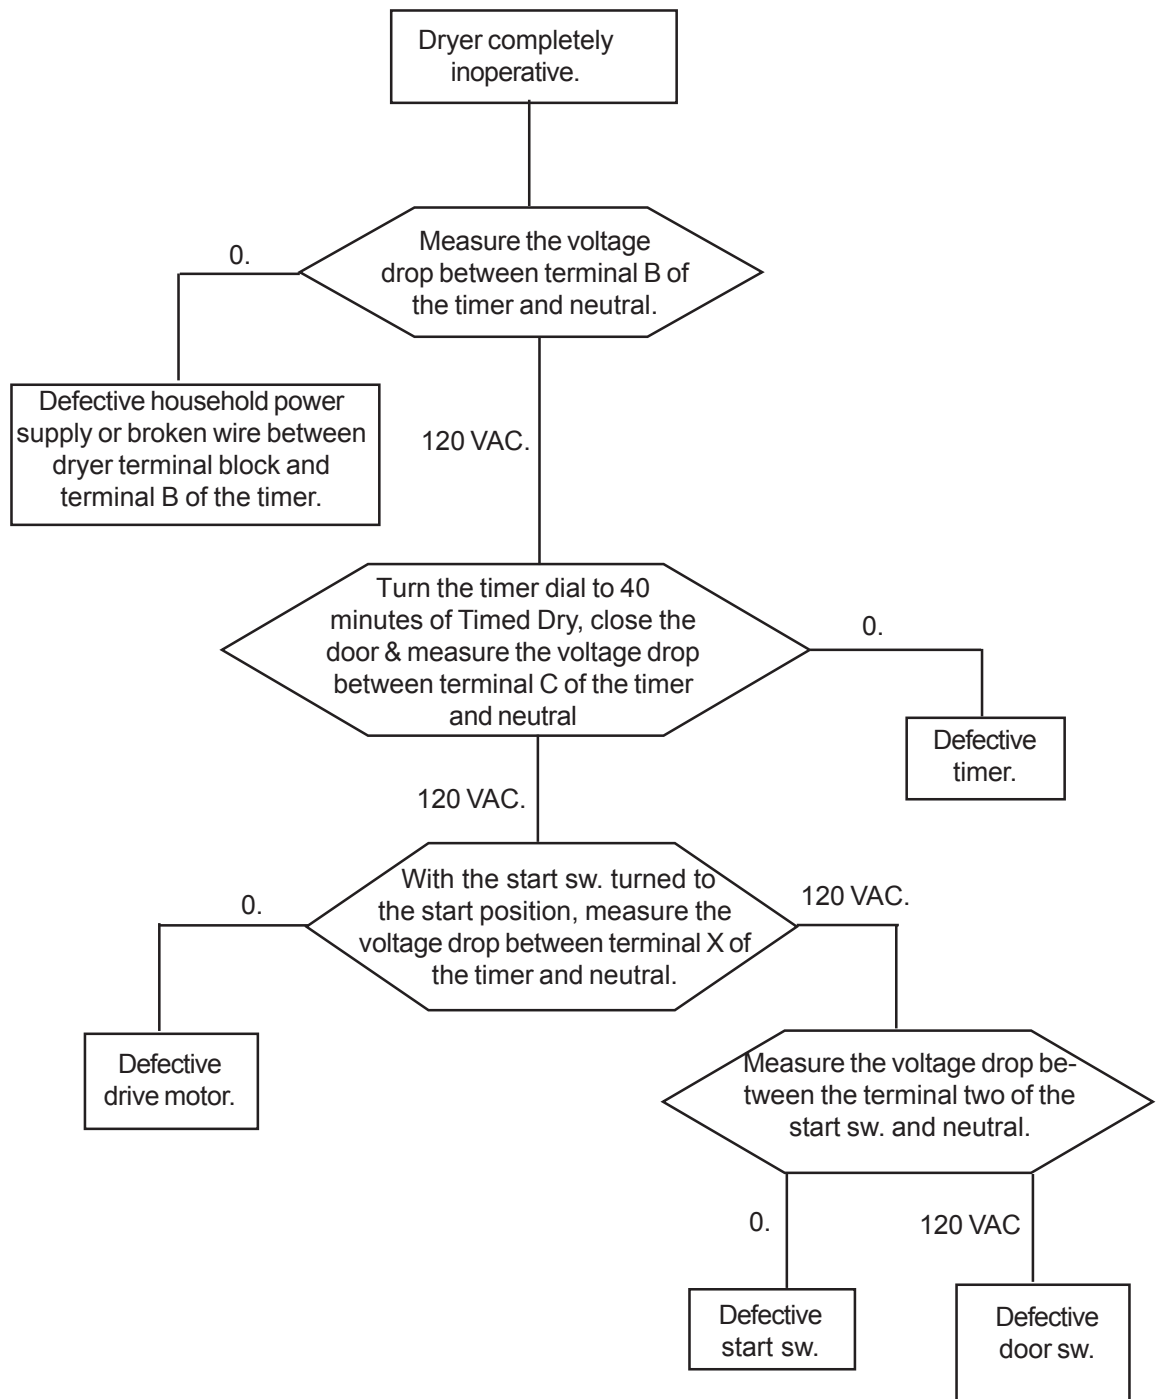 Dryer completely
inoperative.
Measure the voltage
drop between terminal B of
the timer and neutral.
0.
Defective household power
supply or broken wire between
dryer terminal block and
terminal B of the timer.
120 VAC.
Turn the timer dial to 40
minutes of Timed Dry, close the
door & measure the voltage drop
between terminal C of the timer
and neutral
0.
Defective
timer.
120 VAC.
With the start sw. turned to
the start position, measure the
voltage drop between terminal X of
the timer and neutral.
0.
120 VAC.
Defective
drive motor.
Measure the voltage drop be-
tween the terminal two of the
start sw. and neutral.
0.
120 VAC
Defective
start sw.
Defective
door sw.